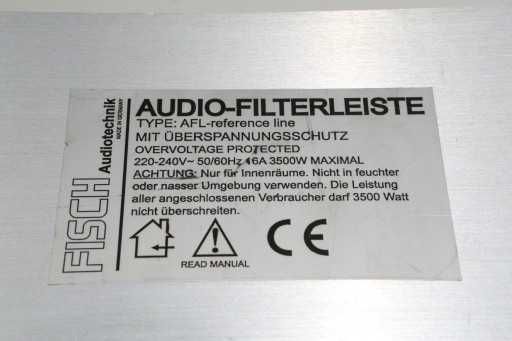 FISCH
Audiotechnik
MADE IN GERMANY
AUDIO-FILTERLEISTE
TYPE: AFL-reference line
MIT ÜBERSPANNUNGSSCHUTZ
OVERVOLTAGE PROTECTED
220-240V~ 50/60Hz 16A 3500W MAXIMAL
ACHTUNG: Nur für Innenräume. Nicht in feuchter
oder nasser Umgebung verwenden. Die Leistung
aller angeschlossenen Verbraucher darf 3500 Watt
nicht überschreiten.
READ MANUAL
CE